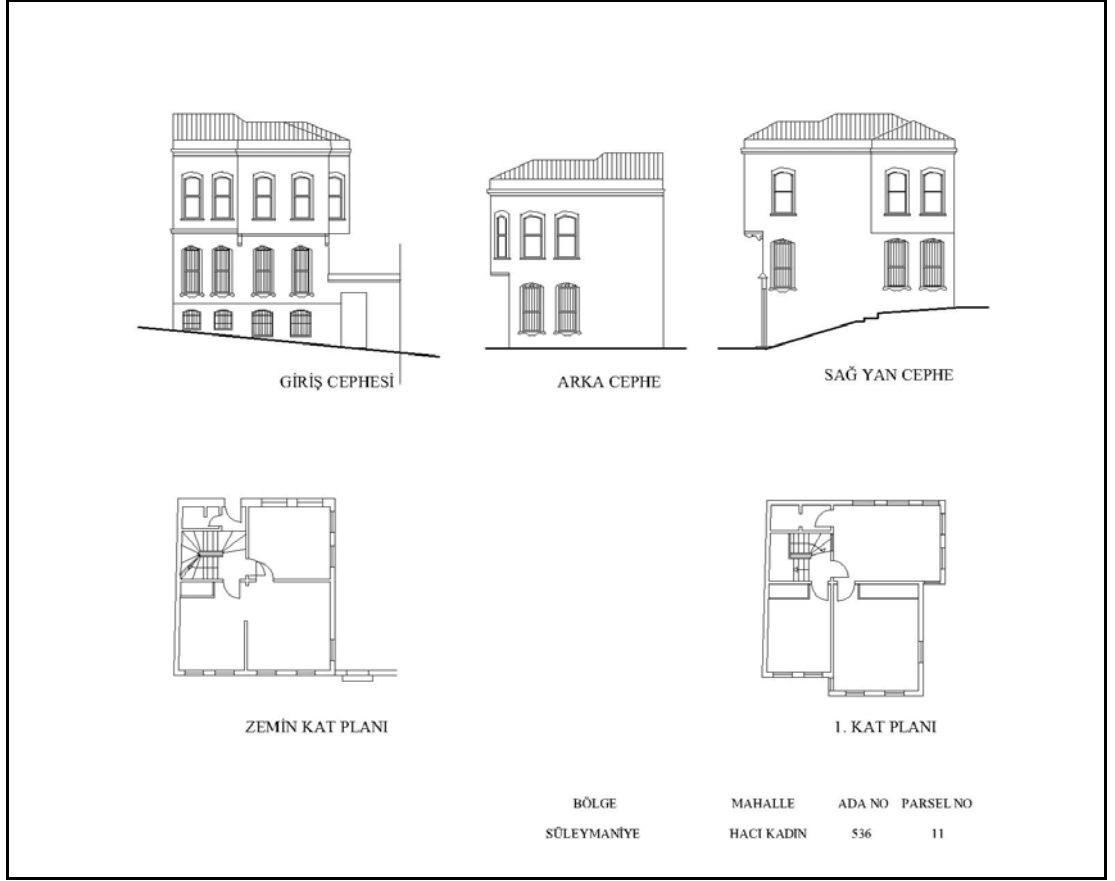 GİRİŞ CEPHESİ
ARKA CEPHE
SAĞ YAN CEPHE
ZEMİN KAT PLANI
1. KAT PLANI
BÖLGE MAHALLE ADA NO PARSEL NO
SÜLEYMANİYE HACI KADIN 536 11